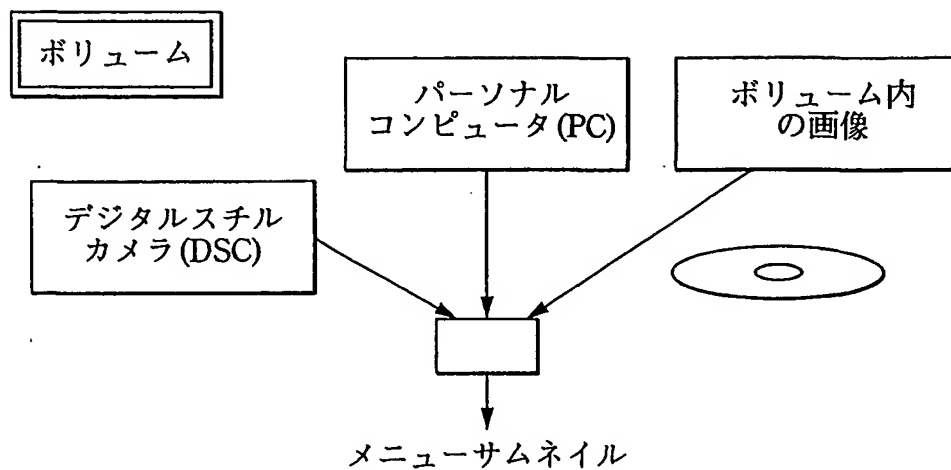 ボリューム
パーソナル
コンピュータ(PC)
ボリューム内
の画像
デジタルスチル
カメラ(DSC)
メニューサムネイル